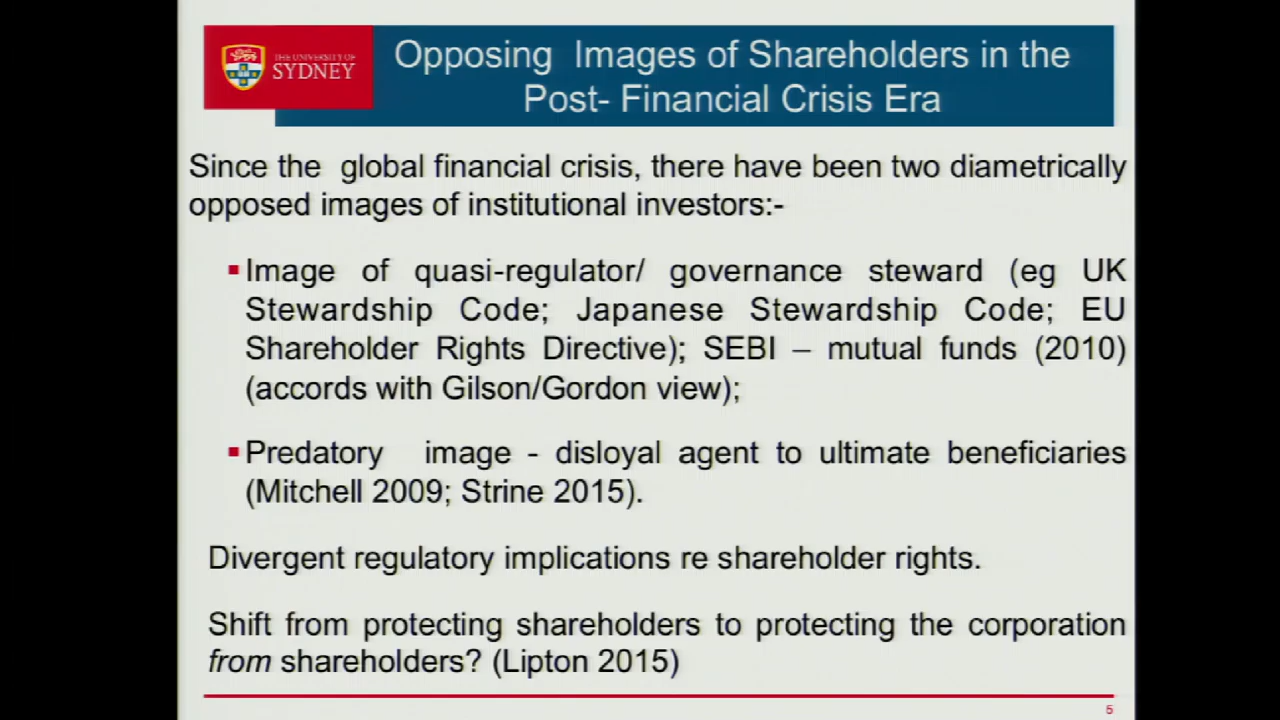 THE UNIVERSITY OF
SYDNEY
Opposing Images of Shareholders in the
Post- Financial Crisis Era
Since the global financial crisis, there have been two diametrically
opposed images of institutional investors:-
▪Image of quasi-regulator/ governance steward (eg UK
Stewardship Code; Japanese Stewardship Code; EU
Shareholder Rights Directive); SEBI – mutual funds (2010)
(accords with Gilson/Gordon view);
▪Predatory image - disloyal agent to ultimate beneficiaries
(Mitchell 2009; Strine 2015).
Divergent regulatory implications re shareholder rights.
Shift from protecting shareholders to protecting the corporation
from shareholders? (Lipton 2015)
5